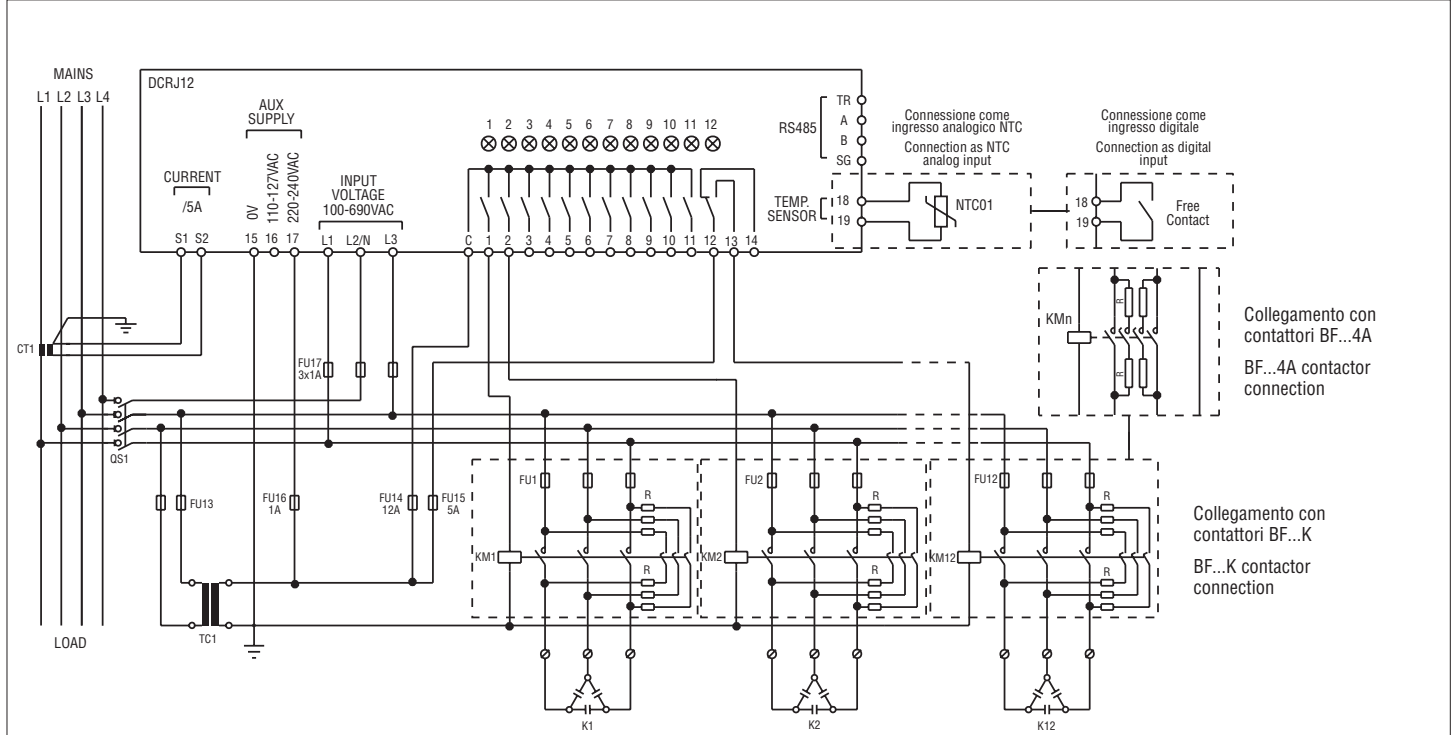 MAINS
L1 L2 L3 L4
DCRJ12
AUX
SUPPLY
CURRENT
/5A
0V
110-127VAC
220-240VAC
INPUT
VOLTAGE
100-690VAC
S1 S2
15 16 17
L1 L2/N L3
1 2 3 4 5 6 7 8 9 10 11 12
C 1 2 3 4 5 6 7 8 9 10 11 12 13 14
RS485
TR
A
B
SG
TEMP.
SENSOR
18
19
Connessione come
ingresso analogico NTC
Connection as NTC
analog input
NTC01
Connessione come
ingresso digitale
Connection as digital
input
18
19
Free
Contact
KMn
R
R
Collegamento con
contattori BF...4A
BF...4A contactor
connection
CT1
FU17
3x1A
QS1
FU13
FU16
1A
FU14
12A
FU15
5A
FU1
R
KM1
R
FU2
R
KM2
R
FU12
R
KM12
R
Collegamento con
contattori BF...K
BF...K contactor
connection
LOAD
TC1
K1
K2
K12